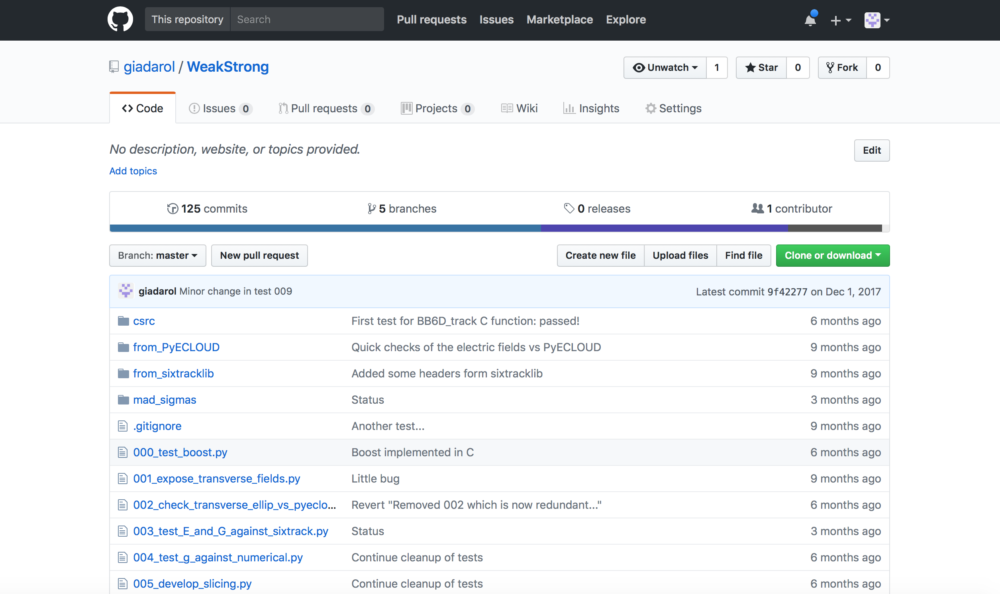 This repository Search Pull requests Issues Marketplace Explore
giadarol / WeakStrong Unwatch 1 Star 0 Fork 0
Code Issues 0 Pull requests 0 Projects 0 Wiki Insights Settings
No description, website, or topics provided. Edit
Add topics
125 commits 5 branches 0 releases 1 contributor
Branch: master New pull request Create new file Upload files Find file Clone or download
giadarol Minor change in test 009 Latest commit 9f42277 on Dec 1, 2017
csrc First test for BB6D_track C function: passed! 6 months ago
from_PyECLOUD Quick checks of the electric fields vs PyECLOUD 9 months ago
from_sixtracklib Added some headers form sixtracklib 9 months ago
mad_sigmas Status 3 months ago
.gitignore Another test... 9 months ago
000_test_boost.py Boost implemented in C 6 months ago
001_expose_transverse_fields.py Little bug 9 months ago
002_check_transverse_ellip_vs_pyeclo... Revert "Removed 002 which is now redundant..." 6 months ago
003_test_E_and_G_against_sixtrack.py Status 3 months ago
004_test_g_against_numerical.py Continue cleanup of tests 6 months ago
005_develop_slicing.py Continue cleanup of tests 6 months ago